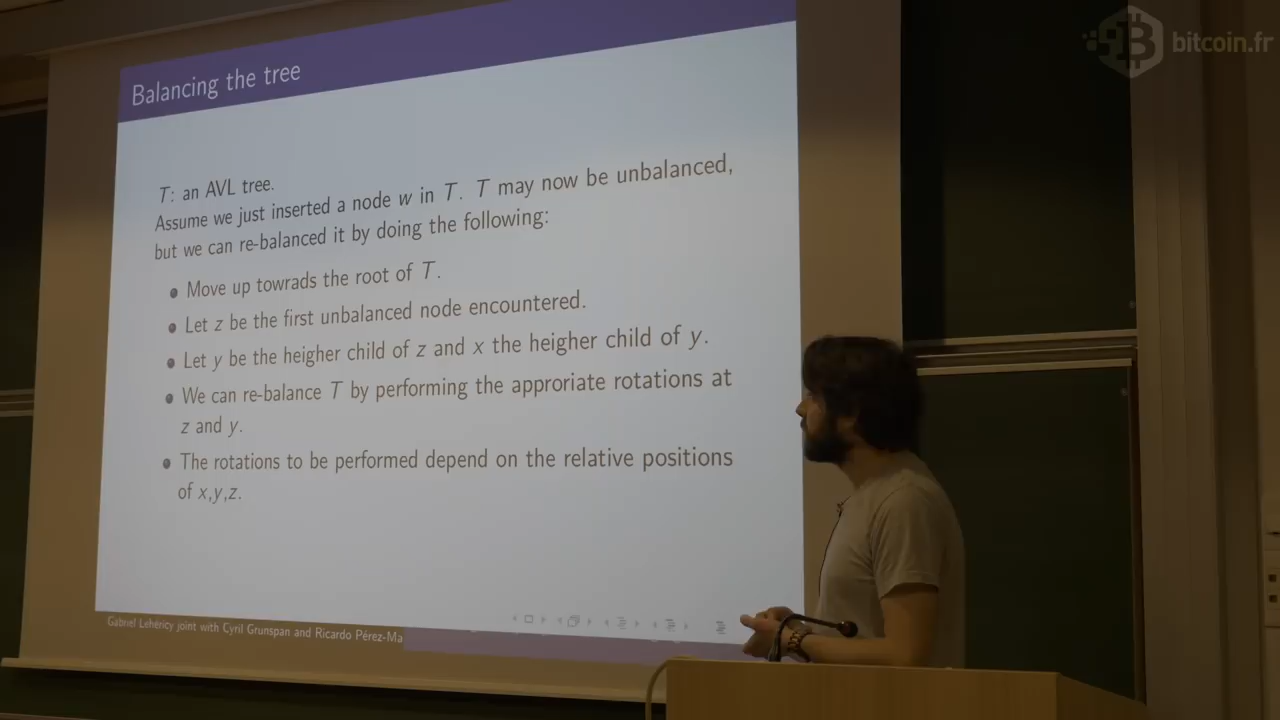 bitcoin.fr
Balancing the tree
T: an AVL tree.
Assume we just inserted a node w in T. T may now be unbalanced,
but we can re-balanced it by doing the following:
Move up towrads the root of T.
Let z be the first unbalanced node encountered.
Let y be the heigher child of z and x the heigher child of y.
We can re-balance T by performing the approriate rotations at
z and y.
The rotations to be performed depend on the relative positions
of x,y,z.
Gabriel Lehéricy joint with Cyril Grunspan and Ricardo Pérez-Ma